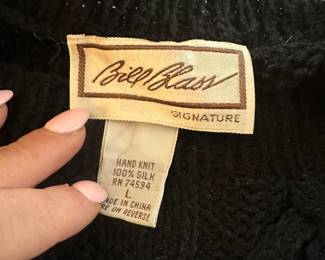 Bill Blass
SIGNATURE
HAND KNIT
100% SILK
RN 74594
L
MADE IN CHINA
CARE ON REVERSE